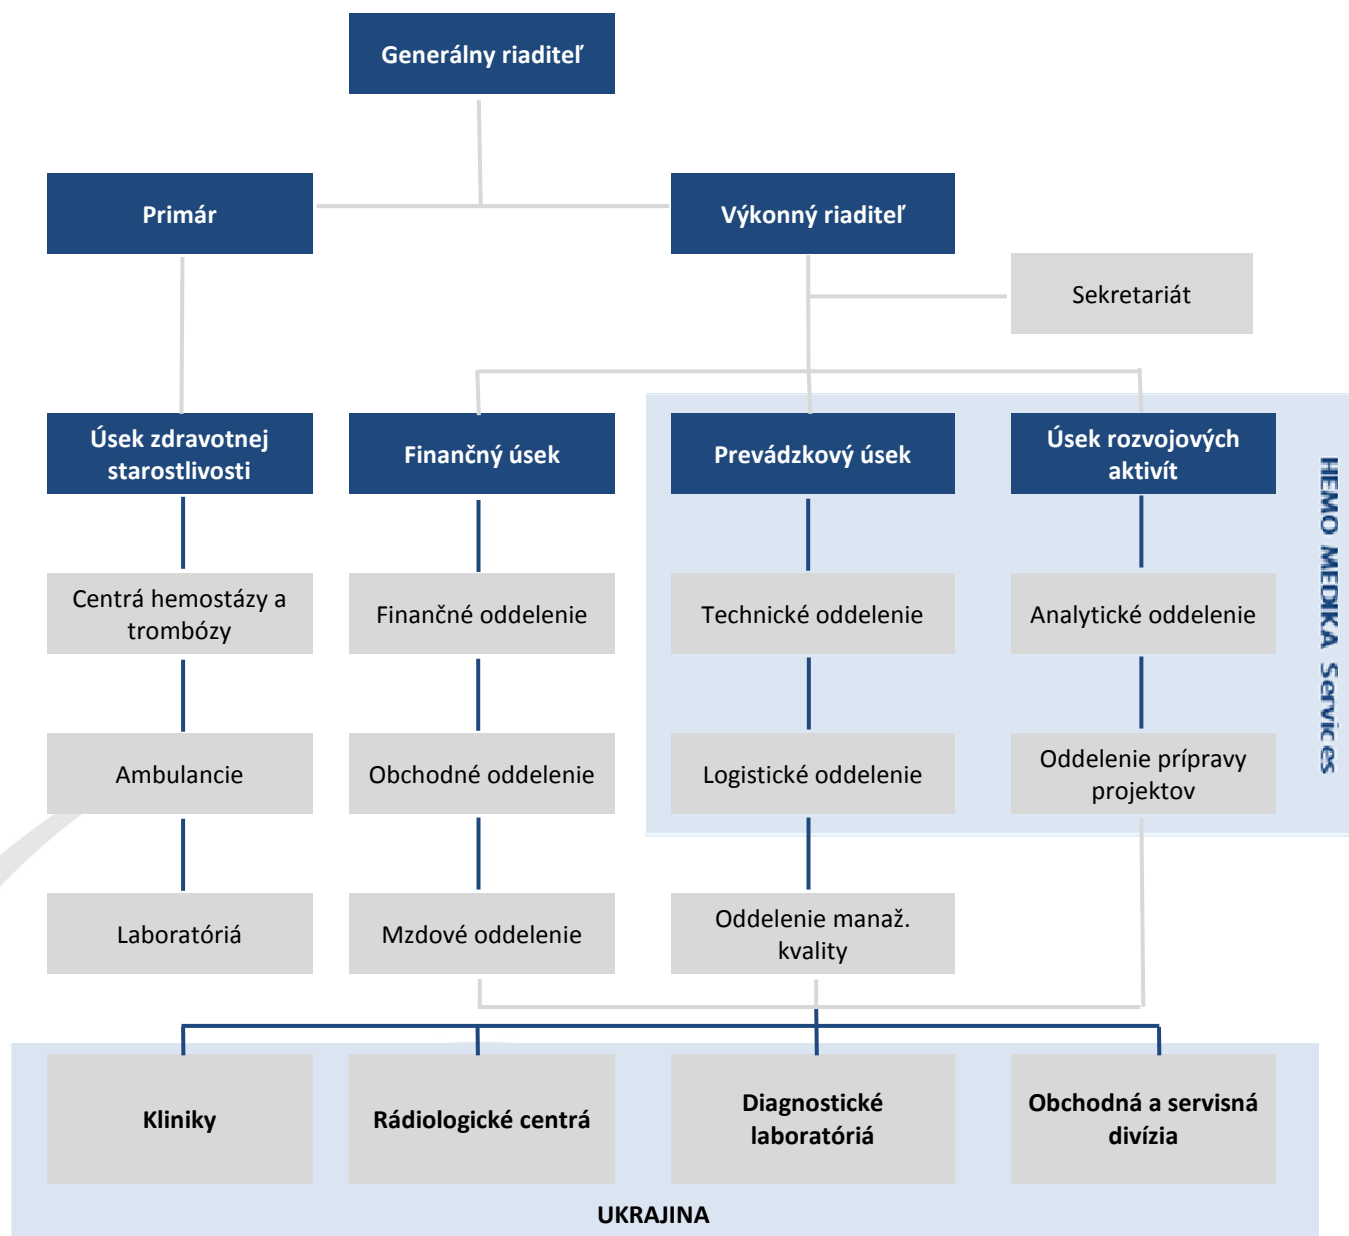 Generálny riaditeľ
Primár
Výkonný riaditeľ
Sekretariát
Úsek zdravotnej
starostlivosti
Finančný úsek
Prevádzkový úsek
Úsek rozvojových
aktivít
HEMO MEDIKA Services
Centrá hemostázy a
trombózy
Finančné oddelenie
Technické oddelenie
Analytické oddelenie
Ambulancie
Obchodné oddelenie
Logistické oddelenie
Oddelenie prípravy
projektov
Laboratóriá
Mzdové oddelenie
Oddelenie manaž.
kvality
Kliniky
Rádiologické centrá
Diagnostické
laboratóriá
Obchodná a servisná
divízia
UKRAJINA